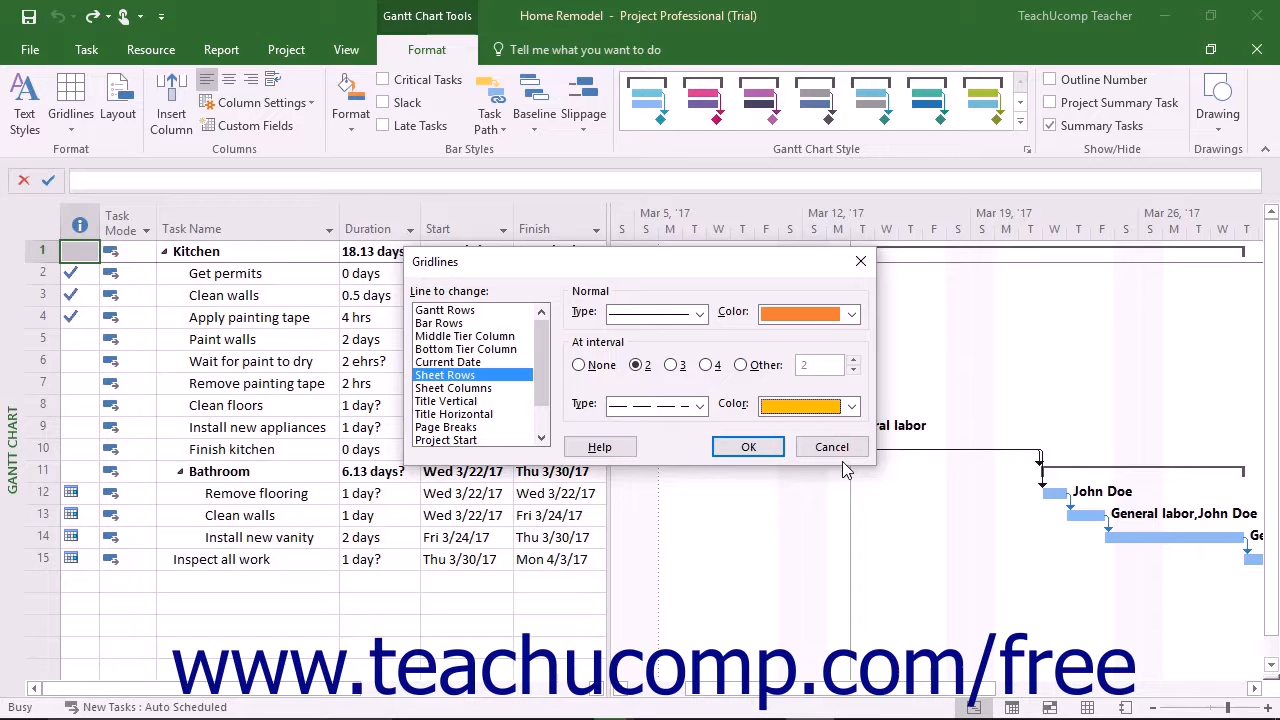 Gantt Chart Tools
Home Remodel - Project Professional (Trial)
TeachUcomp Teacher
File Task Resource Report Project View Format Tell me what you want to do
Critical Tasks
Slack
Late Tasks
Outline Number
Project Summary Task
Summary Tasks
Text Styles
Gridlines
Layout
Insert Column
Column Settings
Custom Fields
Format
Task Path
Baseline
Slippage
Drawing
Format
Columns
Bar Styles
Gantt Chart Style
Show/Hide
Drawings
Task Mode
Task Name
Duration
Start
Finish
Mar 5, '17 Mar 12, '17 Mar 19, '17 Mar 26, '17
S M T W T F S S M T W T F S S M T W T F S S M T W T
1 Kitchen 18.13 days
2 Get permits 0 days
3 Clean walls 0.5 days
4 Apply painting tape 4 hrs
5 Paint walls 2 days
6 Wait for paint to dry 2 ehrs?
7 Remove painting tape 2 hrs
8 Clean floors 1 day?
9 Install new appliances 1 day?
10 Finish kitchen 0 days
11 Bathroom 6.13 days? Wed 3/22/17 Thu 3/30/17
12 Remove flooring 1 day? Wed 3/22/17 Wed 3/22/17
13 Clean walls 1 day Wed 3/22/17 Fri 3/24/17
14 Install new vanity 2 days Fri 3/24/17 Thu 3/30/17
15 Inspect all work 1 day? Thu 3/30/17 Mon 4/3/17
GANTT CHART
Gridlines
Line to change:
Gantt Rows
Bar Rows
Middle Tier Column
Bottom Tier Column
Current Date
Sheet Rows
Sheet Columns
Title Vertical
Title Horizontal
Page Breaks
Project Start
Normal
Type:
Color:
At interval
None 2 3 4 Other: 2
Type:
Color:
Help OK Cancel
ral labor
John Doe
General labor,John Doe
Ge
www.teachucomp.com/free
Busy New Tasks : Auto Scheduled